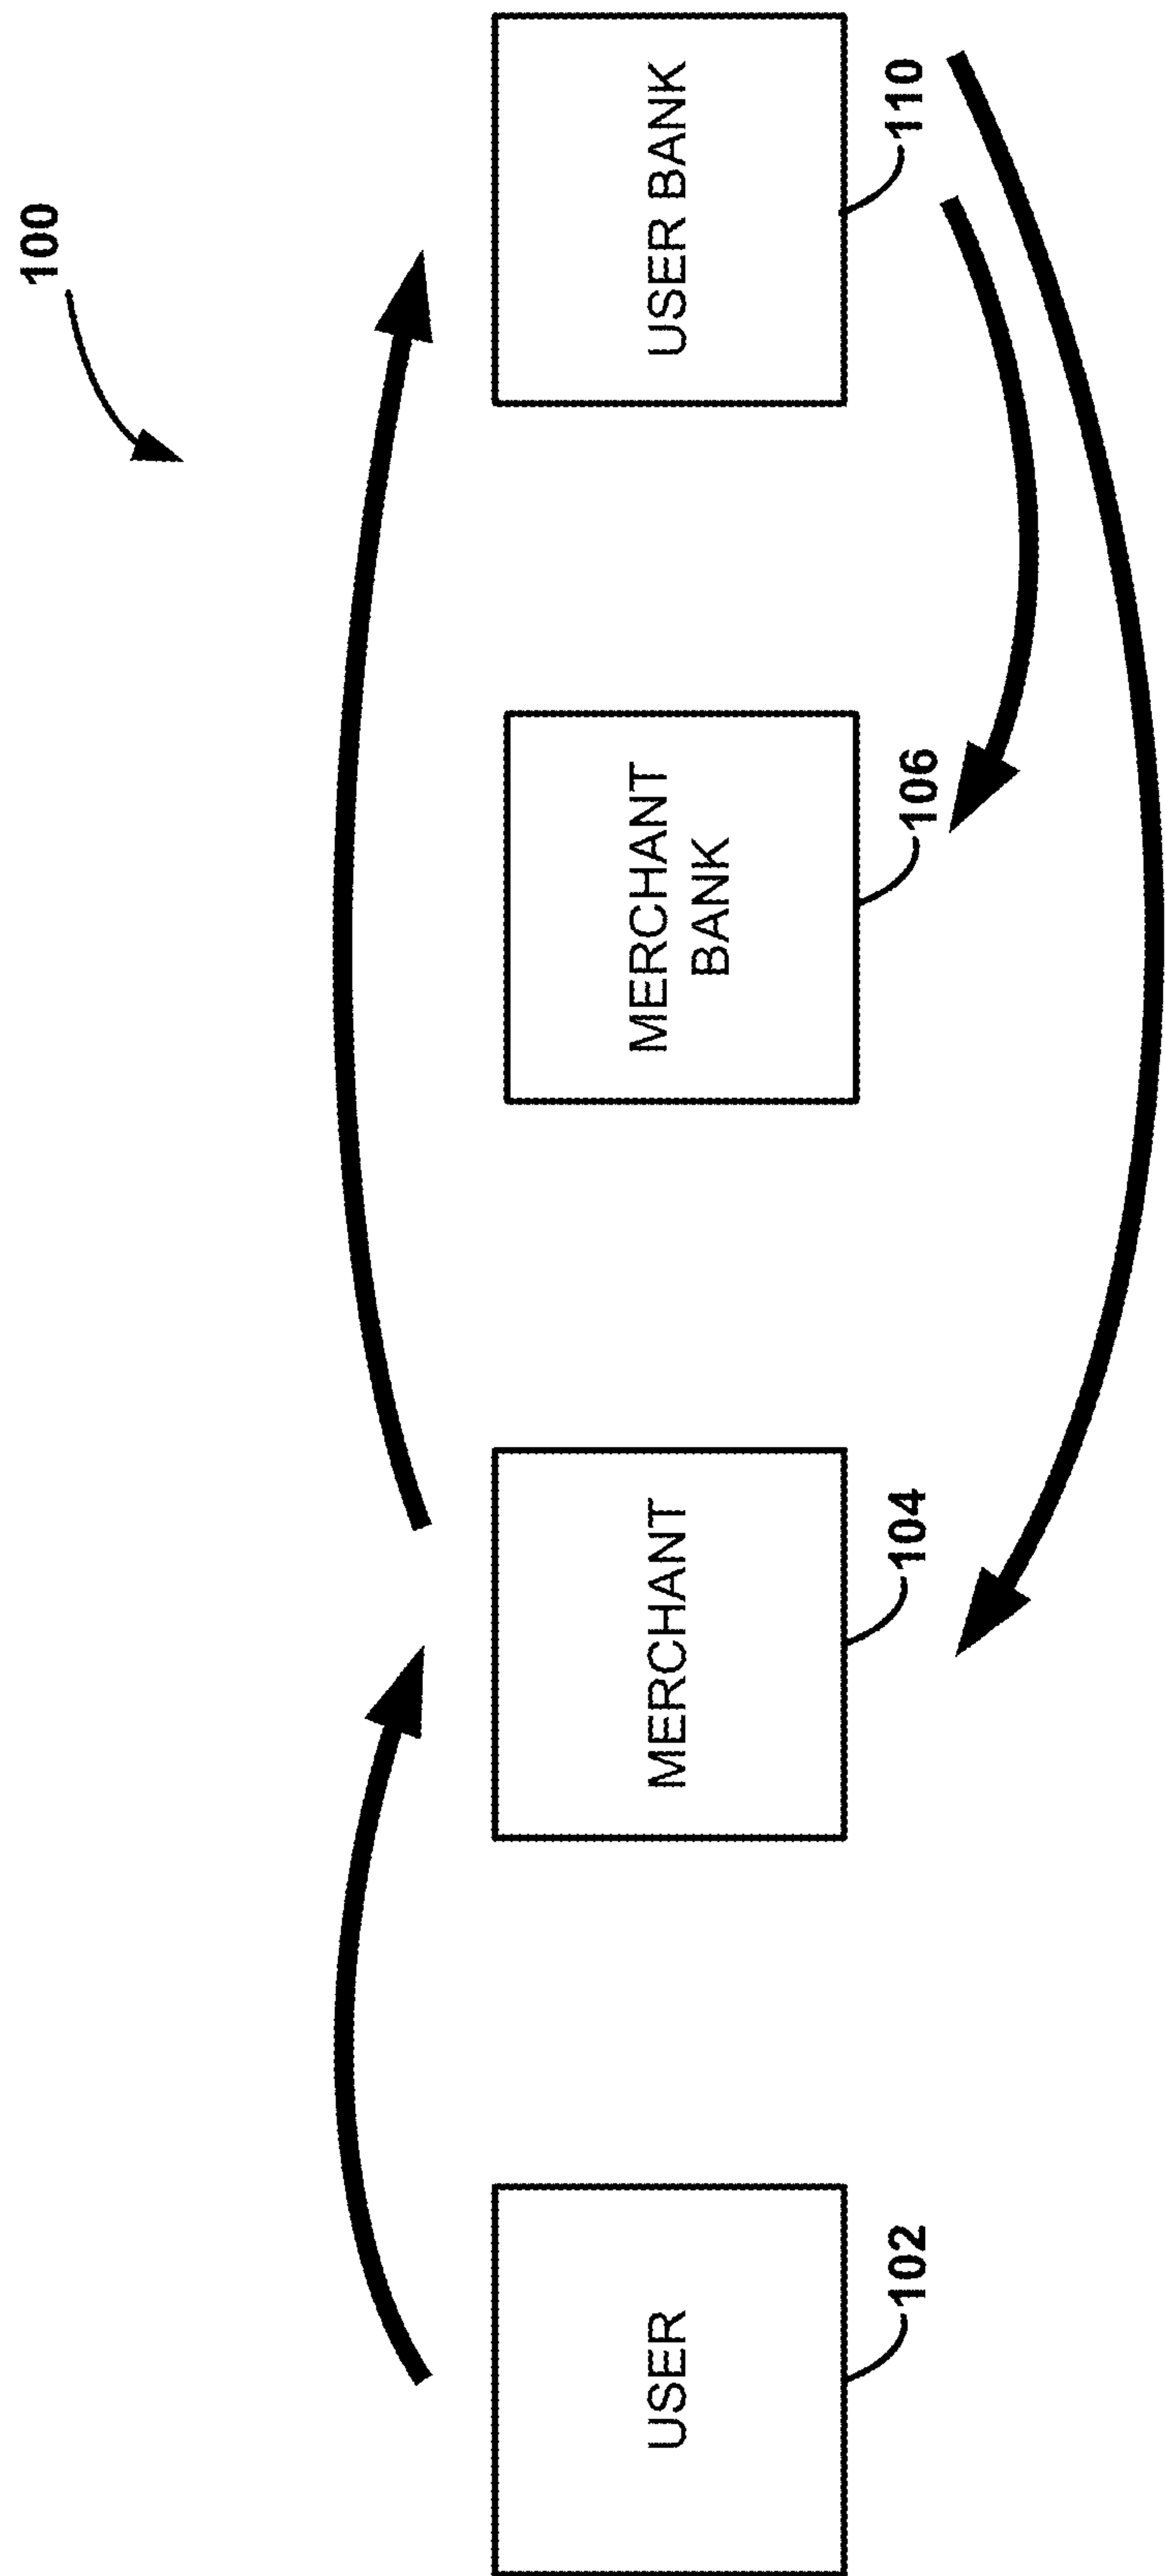 100
USER
MERCHANT
MERCHANT
BANK
USER BANK
102
104
106
110